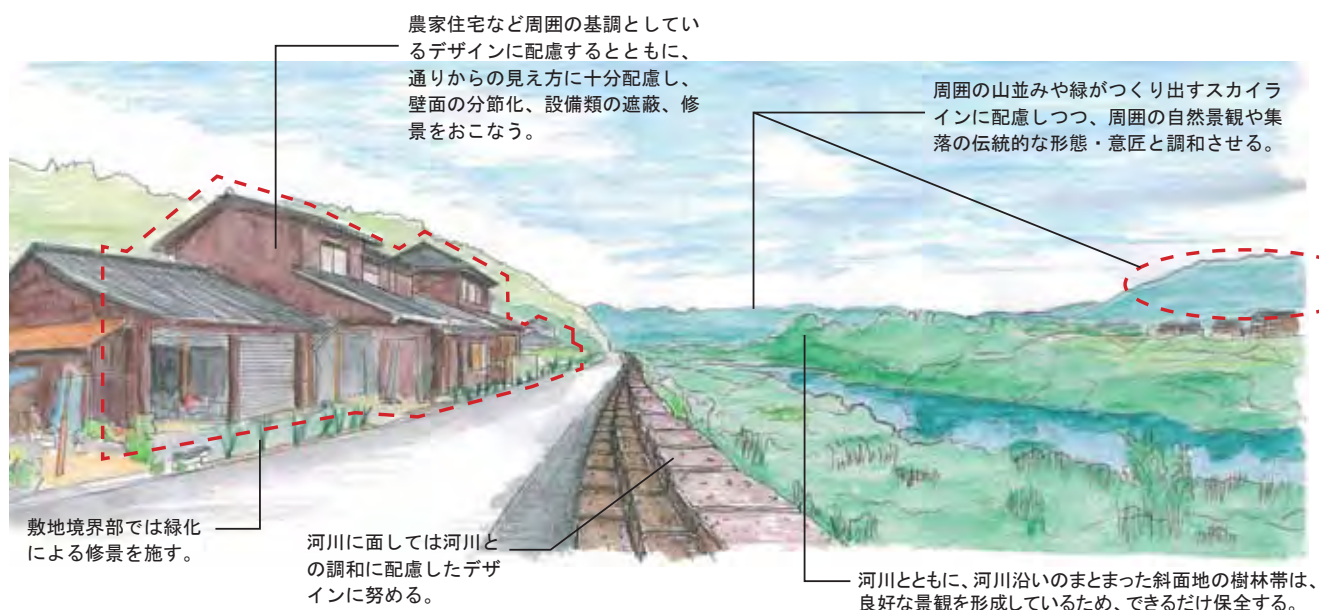 農家住宅など周囲の基調としてい
るデザインに配慮するとともに、
通りからの見え方に十分配慮し、
壁面の分節化、設備類の遮蔽、修
景をおこなう。
周囲の山並みや緑がつくり出すスカイラ
インに配慮しつつ、周囲の自然景観や集
落の伝統的な形態・意匠と調和させる。
敷地境界部では緑化
による修景を施す。
河川に面しては河川と
の調和に配慮したデザ
インに努める。
河川とともに、河川沿いのまとまった斜面地の樹林帯は、
良好な景観を形成しているため、できるだけ保全する。